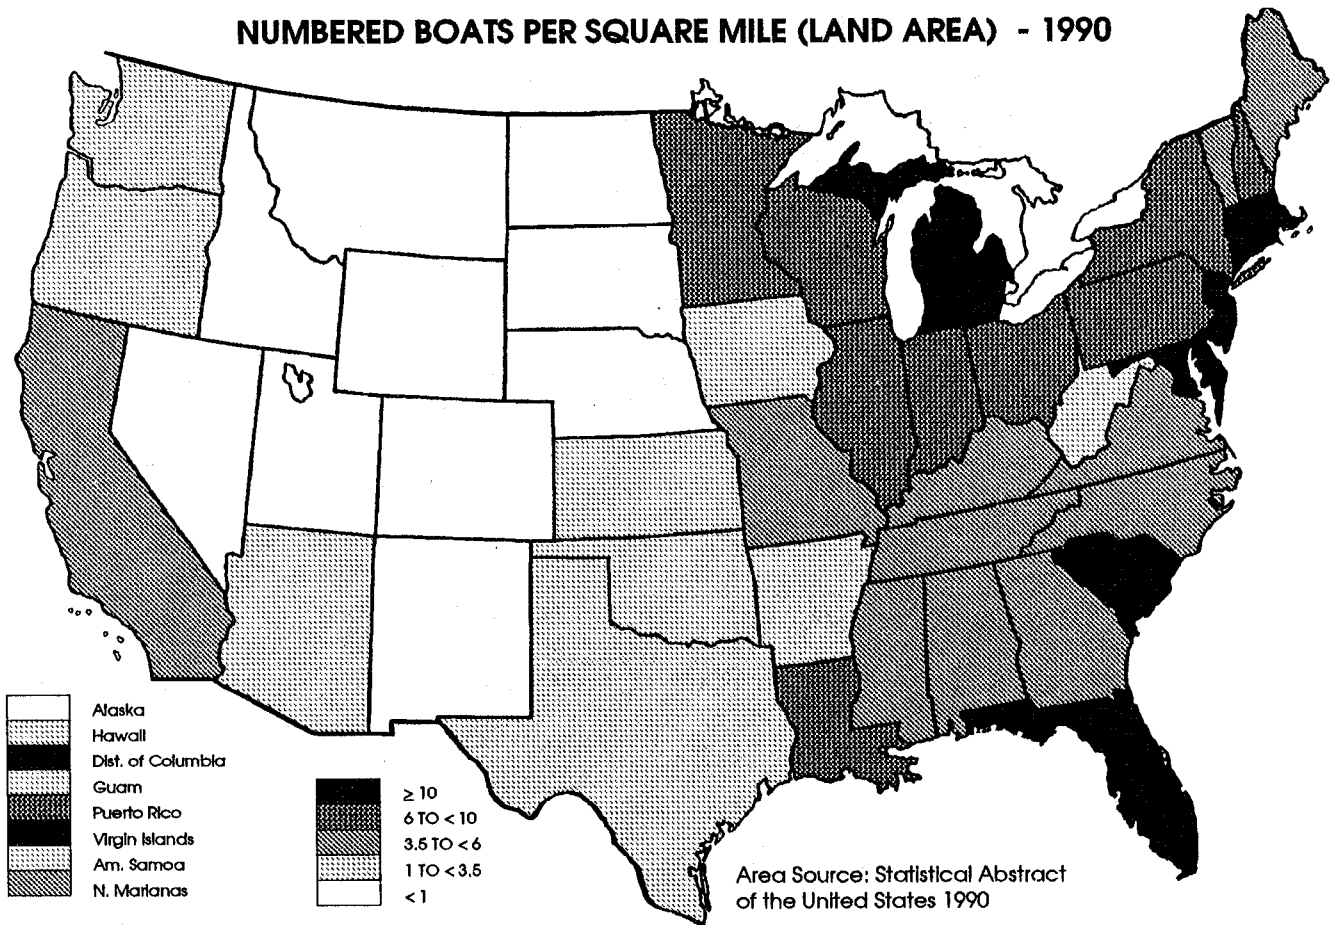 NUMBERED BOATS PER SQUARE MILE (LAND AREA) - 1990
Alaska
Hawaii
Dist. of Columbia
Guam
Puerto Rico
Virgin Islands
Am. Samoa
N. Marianas
≥ 10
6 TO < 10
3.5 TO < 6
1 TO < 3.5
< 1
Area Source: Statistical Abstract
of the United States 1990